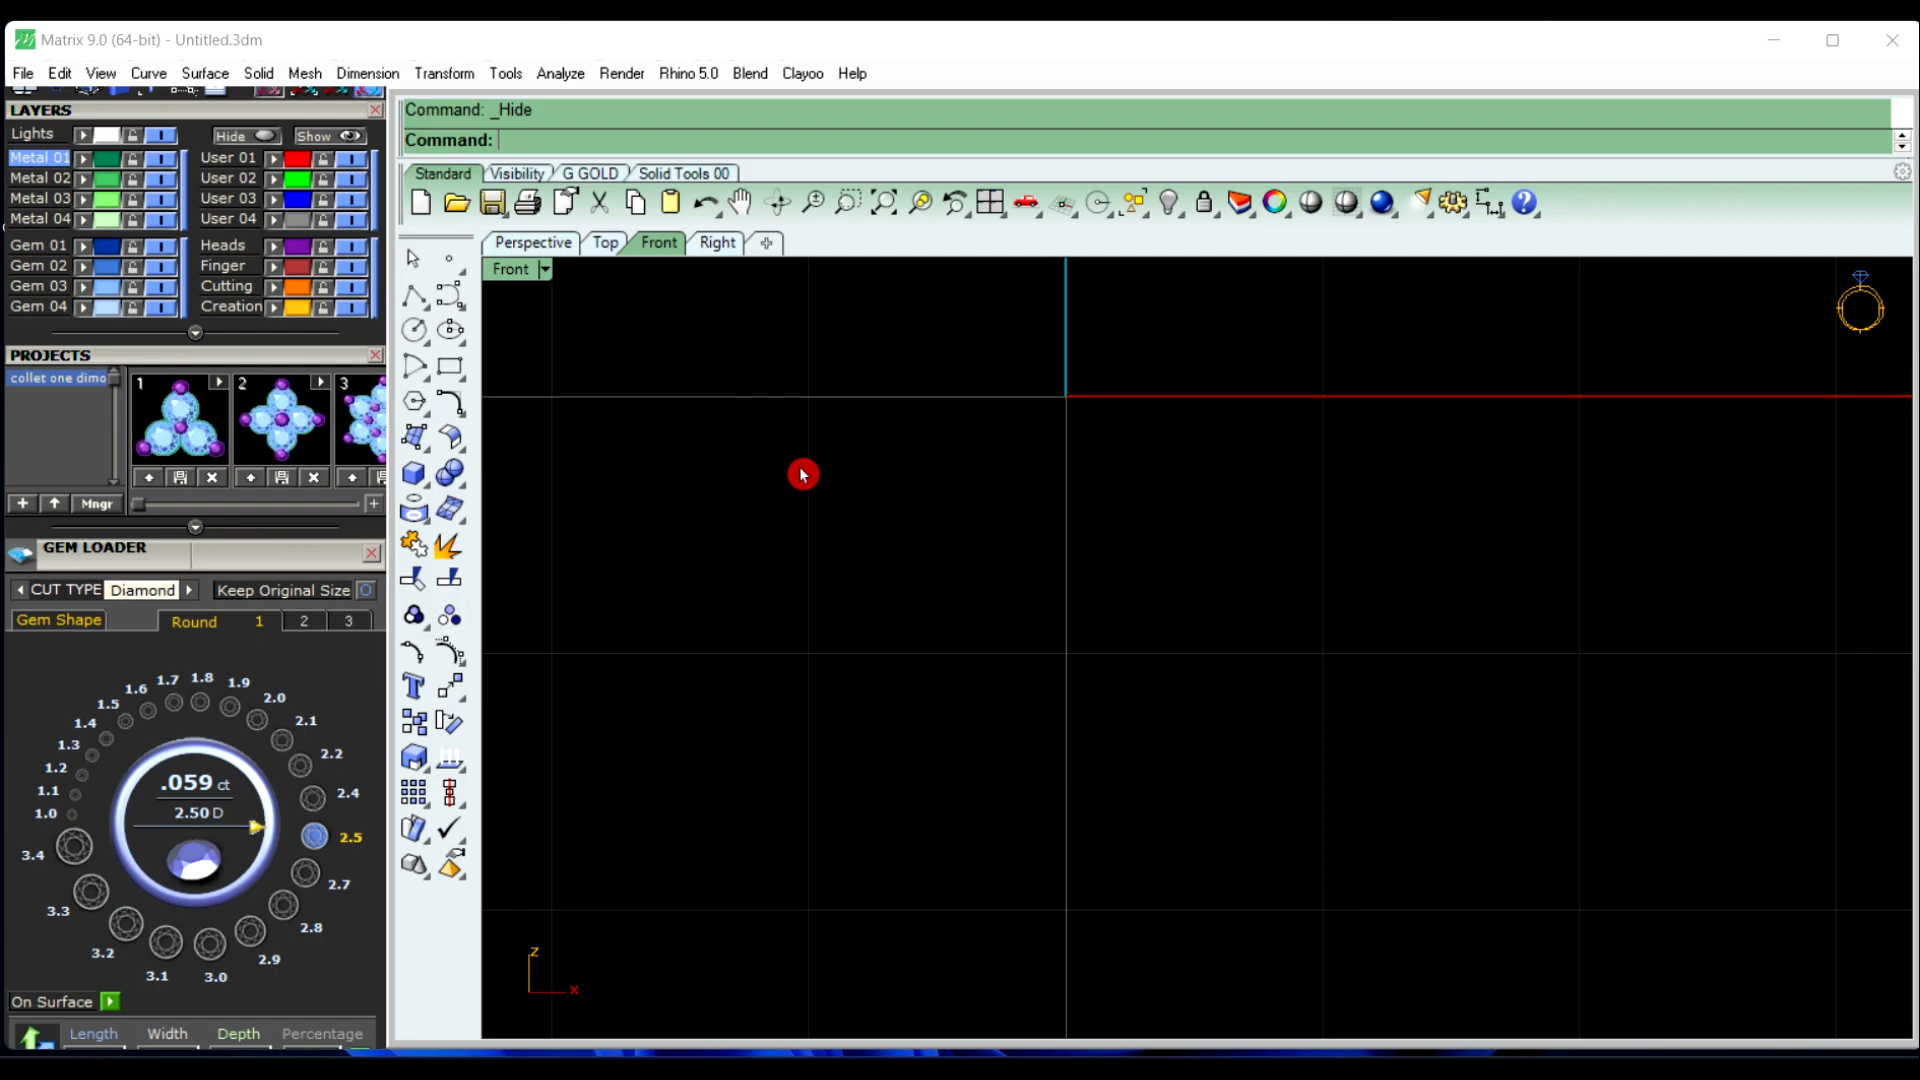 Matrix 9.0 (64-bit) - Untitled.3dm
File Edit View Curve Surface Solid Mesh Dimension Transform Tools Analyze Render Rhino 5.0 Blend Clayoo Help
LAYERS
Lights Hide Show
Metal 01 User 01
Metal 02 User 02
Metal 03 User 03
Metal 04 User 04
Gem 01 Heads
Gem 02 Finger
Gem 03 Cutting
Gem 04 Creation
PROJECTS
collet one dimo
1 2 3
Mngr
GEM LOADER
CUT TYPE Diamond Keep Original Size
Gem Shape Round 1 2 3
1.0
1.1
1.2
1.3
1.4
1.5
1.6
1.7
1.8
1.9
2.0
2.1
2.2
2.4
2.5
2.7
2.8
2.9
3.0
3.1
3.2
3.3
3.4
.059 ct
2.50 D
On Surface
Length Width Depth Percentage
Command: _Hide
Command:
Standard Visibility G GOLD Solid Tools 00
Perspective Top Front Right
Front
z
x